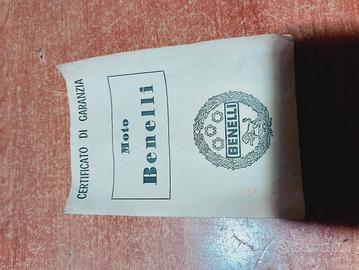 CERTIFICATO DI GARANZIA
Moto
Benelli
BENELLI